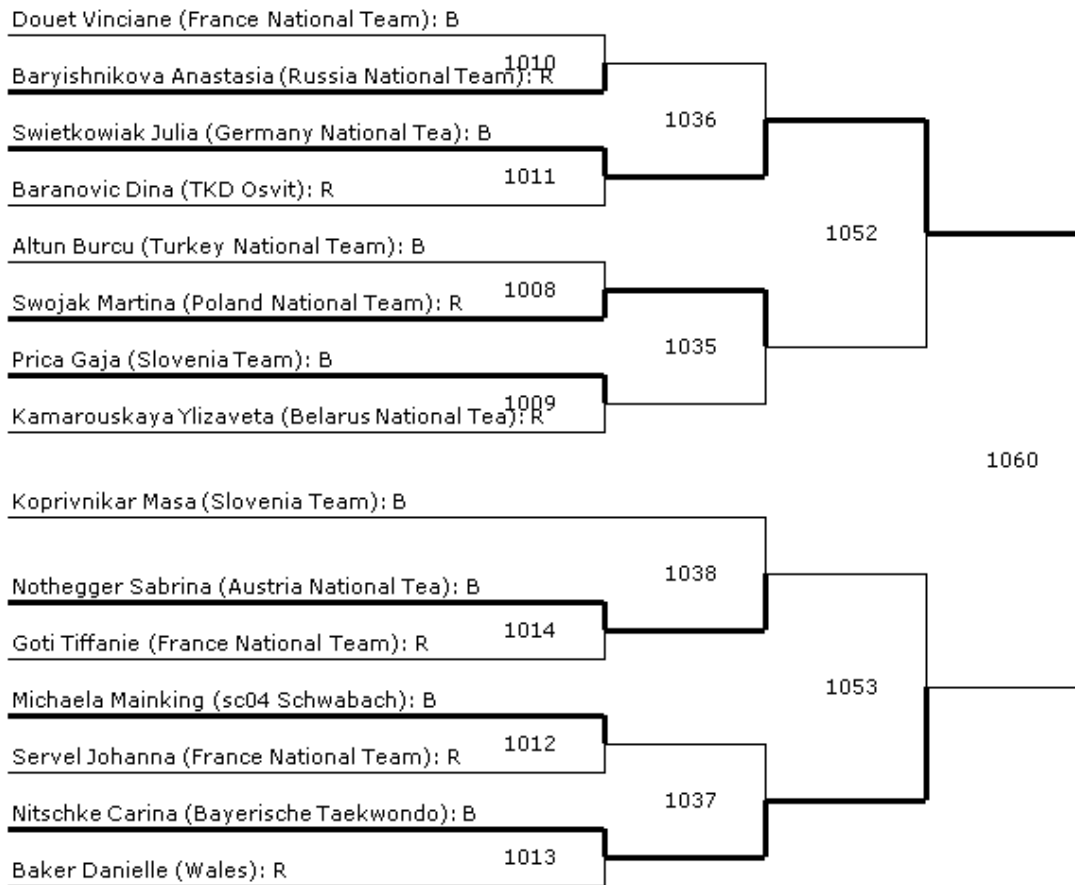 Douet Vinciane (France National Team): B
1010
Baryishnikova Anastasia (Russia National Team): R
1036
Swietkowiak Julia (Germany National Tea): B
1011
Baranovic Dina (TKD Osvit): R
1052
Altun Burcu (Turkey National Team): B
1008
Swojak Martina (Poland National Team): R
1035
Prica Gaja (Slovenia Team): B
1009
Kamarouskaya Ylizaveta (Belarus National Tea): R
1060
Koprivnikar Masa (Slovenia Team): B
1038
Nothegger Sabrina (Austria National Tea): B
1014
Goti Tiffanie (France National Team): R
1053
Michaela Mainking (sc04 Schwabach): B
1012
Servel Johanna (France National Team): R
1037
Nitschke Carina (Bayerische Taekwondo): B
1013
Baker Danielle (Wales): R